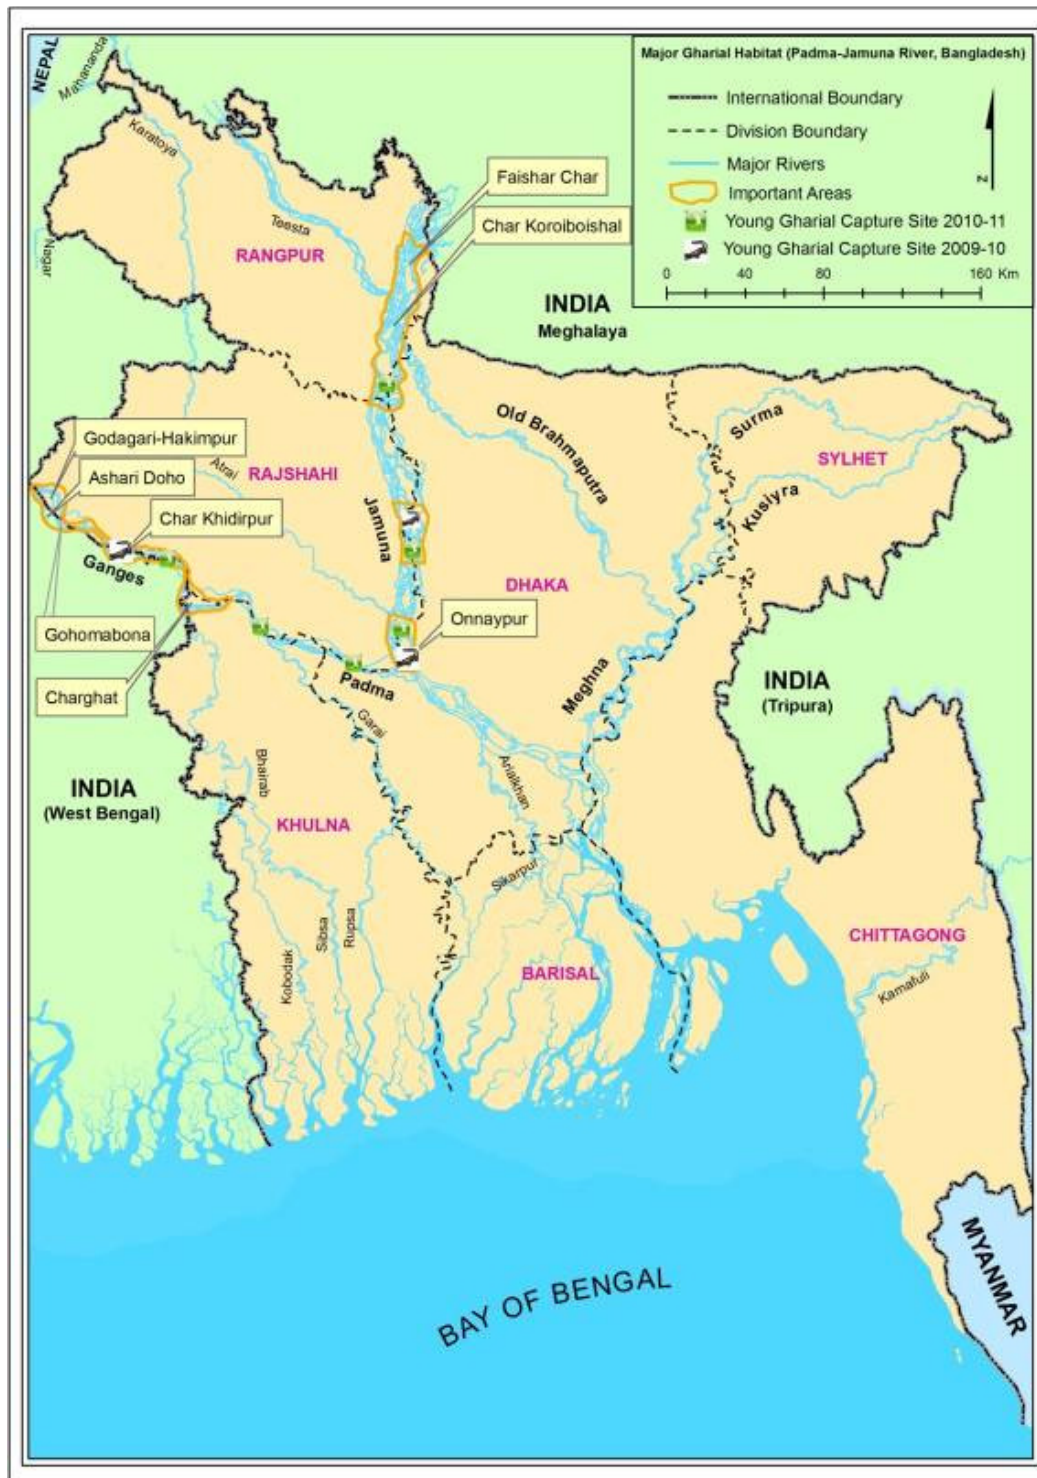 Major Gharial Habitat (Padma-Jamuna River, Bangladesh)
International Boundary
Division Boundary
Major Rivers
Important Areas
Young Gharial Capture Site 2010-11
Young Gharial Capture Site 2009-10
0 40 80 160 Km
N
NEPAL
Mahananda
Karatoya
Teesta
Nagar
RANGPUR
Faishar Char
Char Koroiboishal
INDIA
Meghalaya
Old Brahmaputra
Surma
SYLHET
Kusiyra
Godagari-Hakimpur
Ashari Doho
Atrai
RAJSHAHI
Char Khidirpur
Jamuna
Ganges
DHAKA
Onnaypur
Gohomabona
Charghat
Padma
Meghna
INDIA
(Tripura)
Garai
Arialkhan
Bhairab
INDIA
(West Bengal)
KHULNA
Sikarpur
Kobodak
Sibsa
Rupsa
BARISAL
CHITTAGONG
Karnafuli
BAY OF BENGAL
MYANMAR